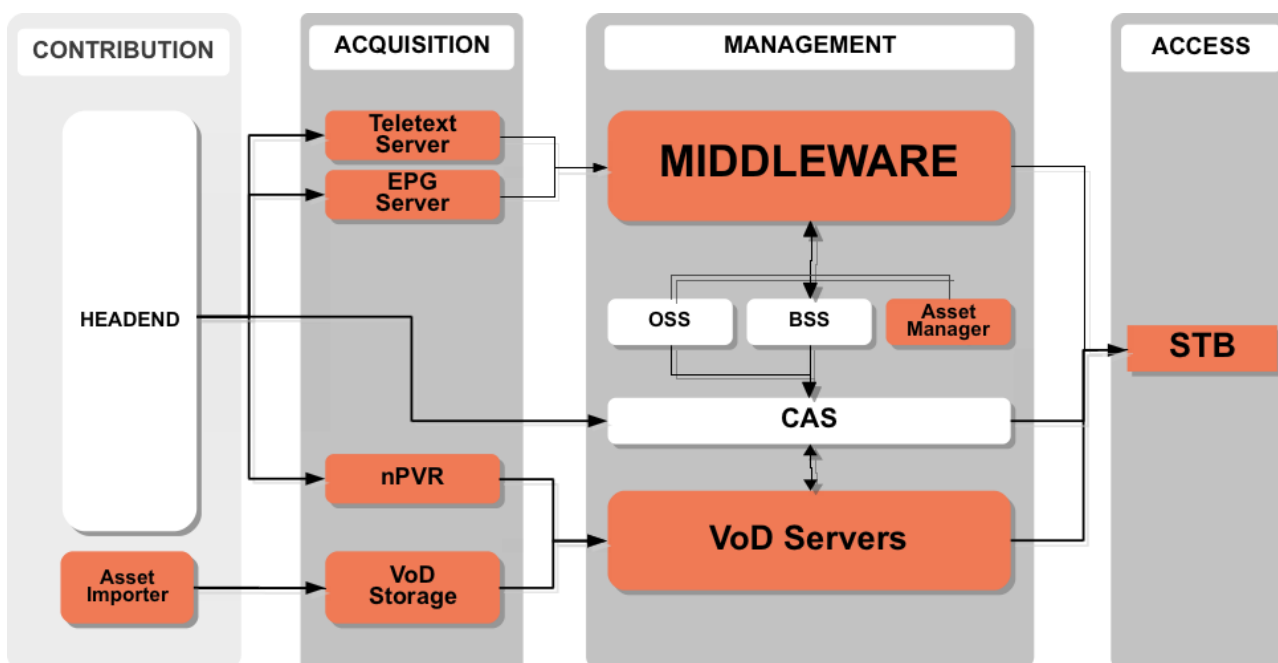 CONTRIBUTION
ACQUISITION
MANAGEMENT
ACCESS
HEADEND
Asset
Importer
Teletext
Server
EPG
Server
nPVR
VoD
Storage
MIDDLEWARE
OSS
BSS
Asset
Manager
CAS
VoD Servers
STB